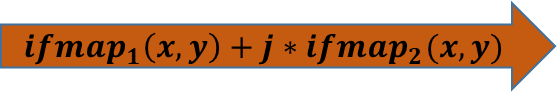 ifmap₁(x, y) + j * ifmap₂(x, y)